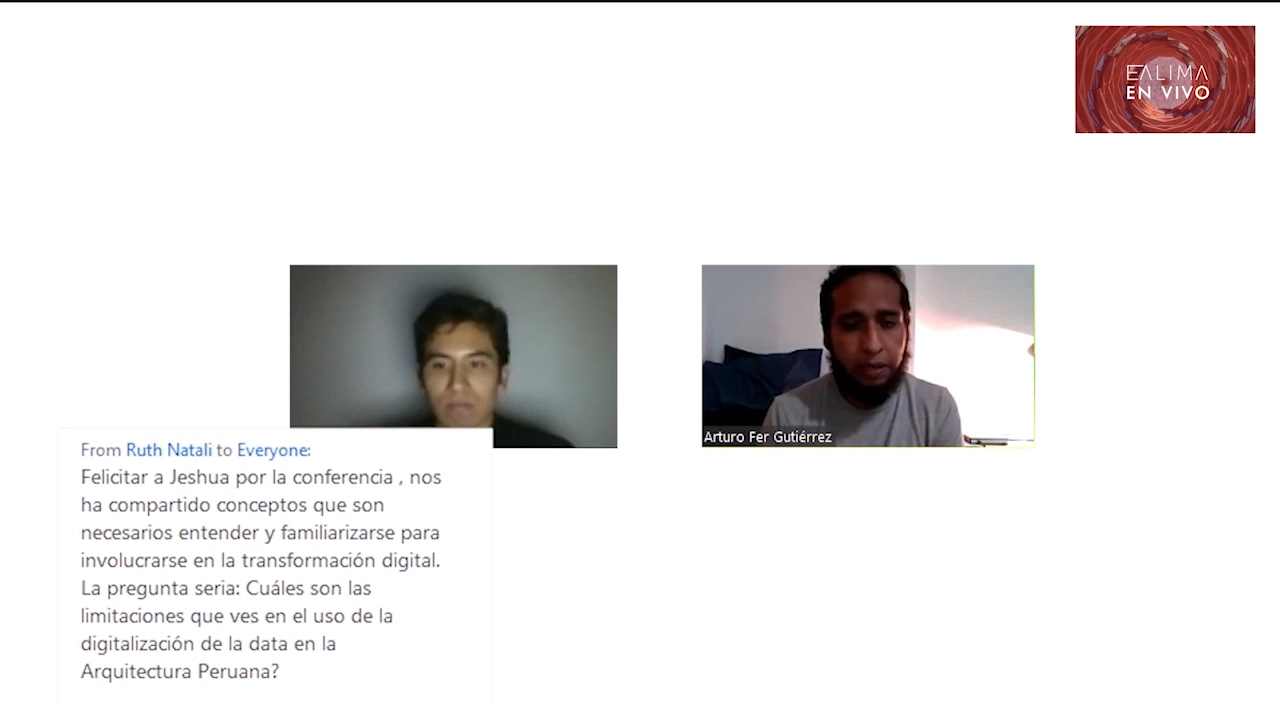 EALIMA
EN VIVO
Arturo Fer Gutiérrez
From Ruth Natali to Everyone:
Felicitar a Jeshua por la conferencia , nos
ha compartido conceptos que son
necesarios entender y familiarizarse para
involucrarse en la transformación digital.
La pregunta seria: Cuáles son las
limitaciones que ves en el uso de la
digitalización de la data en la
Arquitectura Peruana?